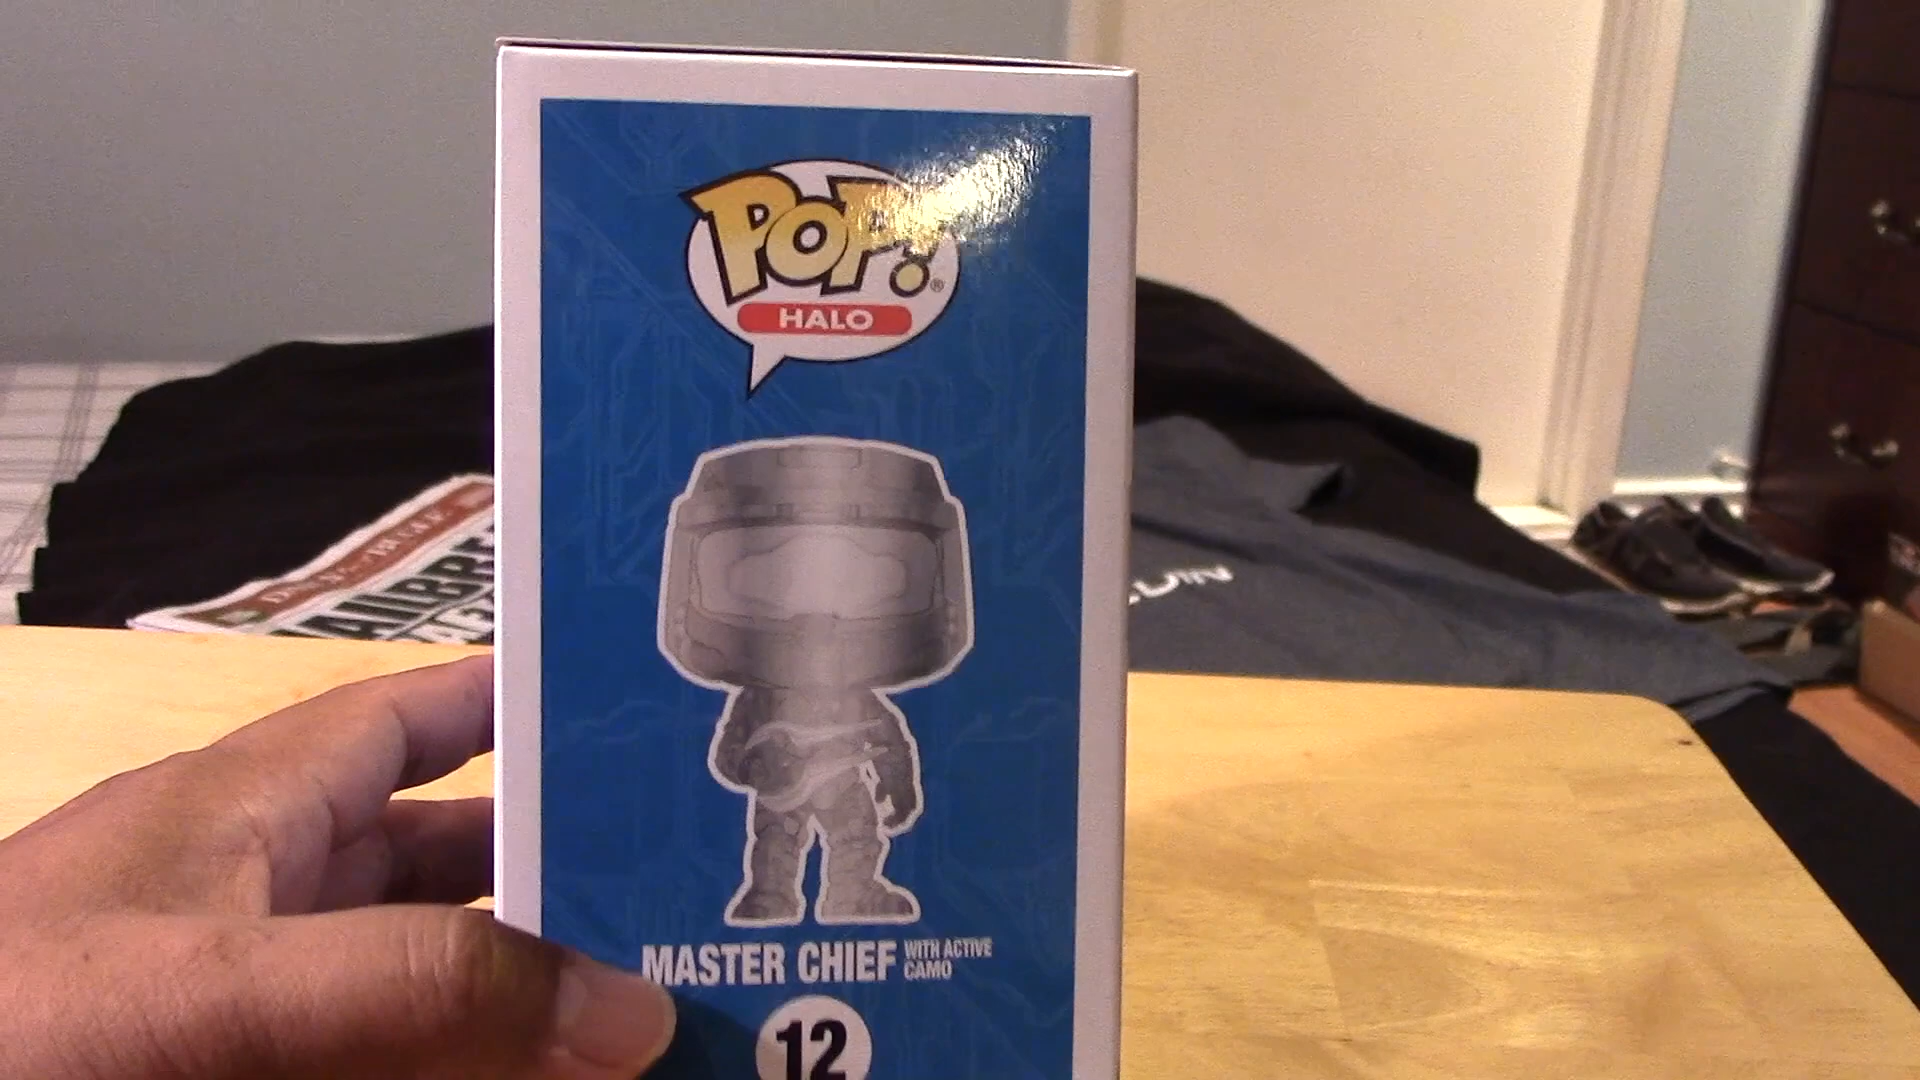 POP!®
HALO
MASTER CHIEF WITH ACTIVE
CAMO
12